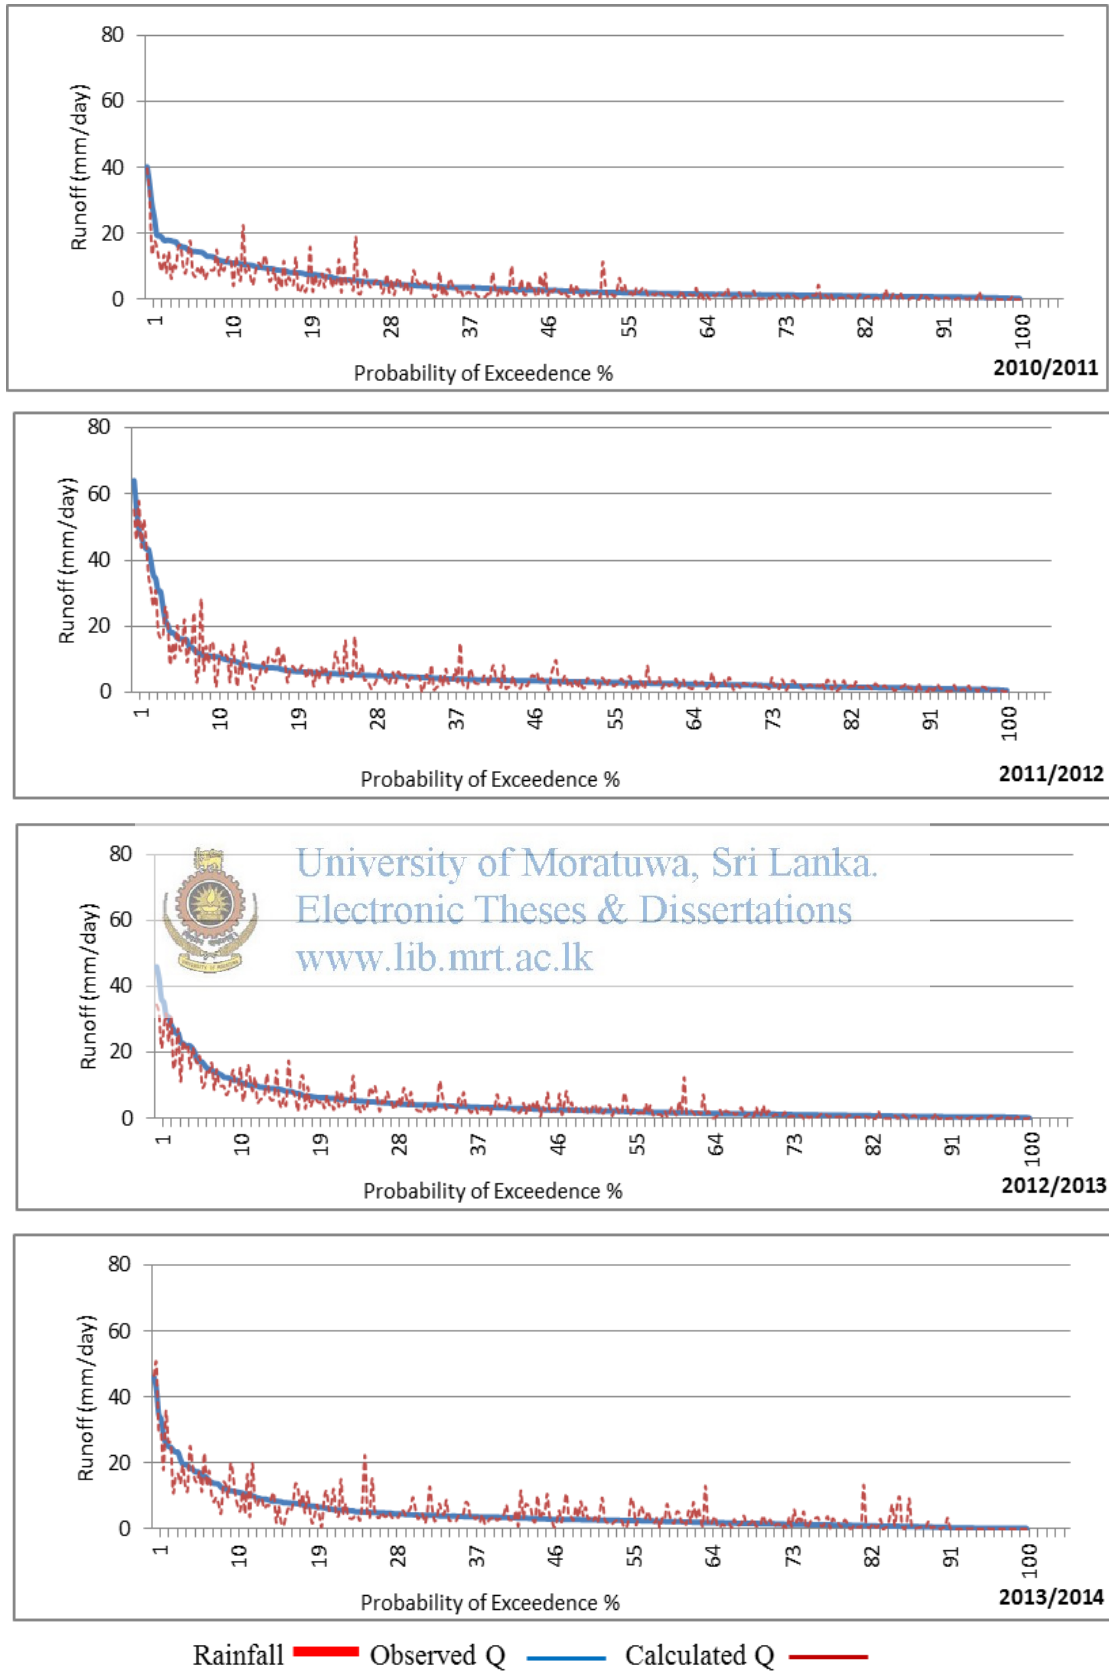 80
60
40
20
0
Runoff (mm/day)
1 10 19 28 37 46 55 64 73 82 91 100
Probability of Exceedence %
2010/2011
80
60
40
20
0
Runoff (mm/day)
1 10 19 28 37 46 55 64 73 82 91 100
Probability of Exceedence %
2011/2012
University of Moratuwa, Sri Lanka.
Electronic Theses & Dissertations
www.lib.mrt.ac.lk
80
60
40
20
0
Runoff (mm/day)
1 10 19 28 37 46 55 64 73 82 91 100
Probability of Exceedence %
2012/2013
80
60
40
20
0
Runoff (mm/day)
1 10 19 28 37 46 55 64 73 82 91 100
Probability of Exceedence %
2013/2014
Rainfall Observed Q Calculated Q